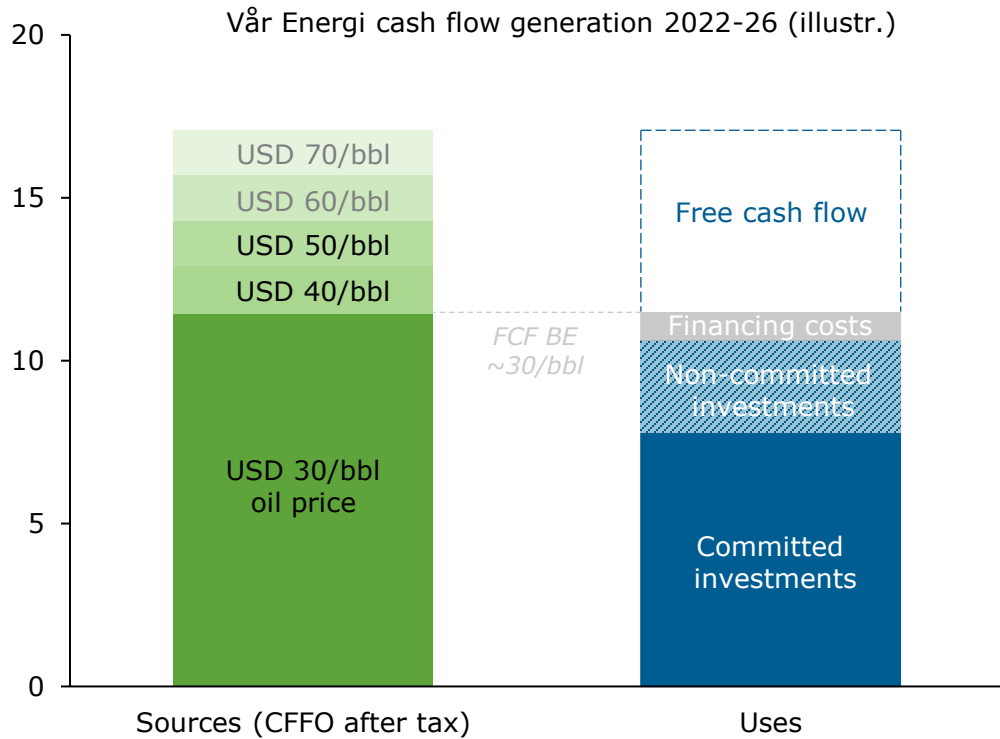 Vår Energi cash flow generation 2022-26 (illustr.)
20
15
10
5
0
USD 70/bbl
USD 60/bbl
USD 50/bbl
USD 40/bbl
USD 30/bbl
oil price
FCF BE
~30/bbl
Free cash flow
Financing costs
Non-committed
investments
Committed
investments
Sources (CFFO after tax)
Uses